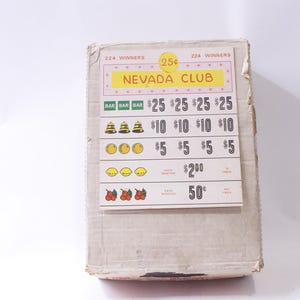 224 WINNERS 25¢ 224 WINNERS
NEVADA CLUB
BAR BAR BAR $25 $25 $25 $25
$10 $10 $10 $10
$5 $5 $5 $5
$2.00
50¢